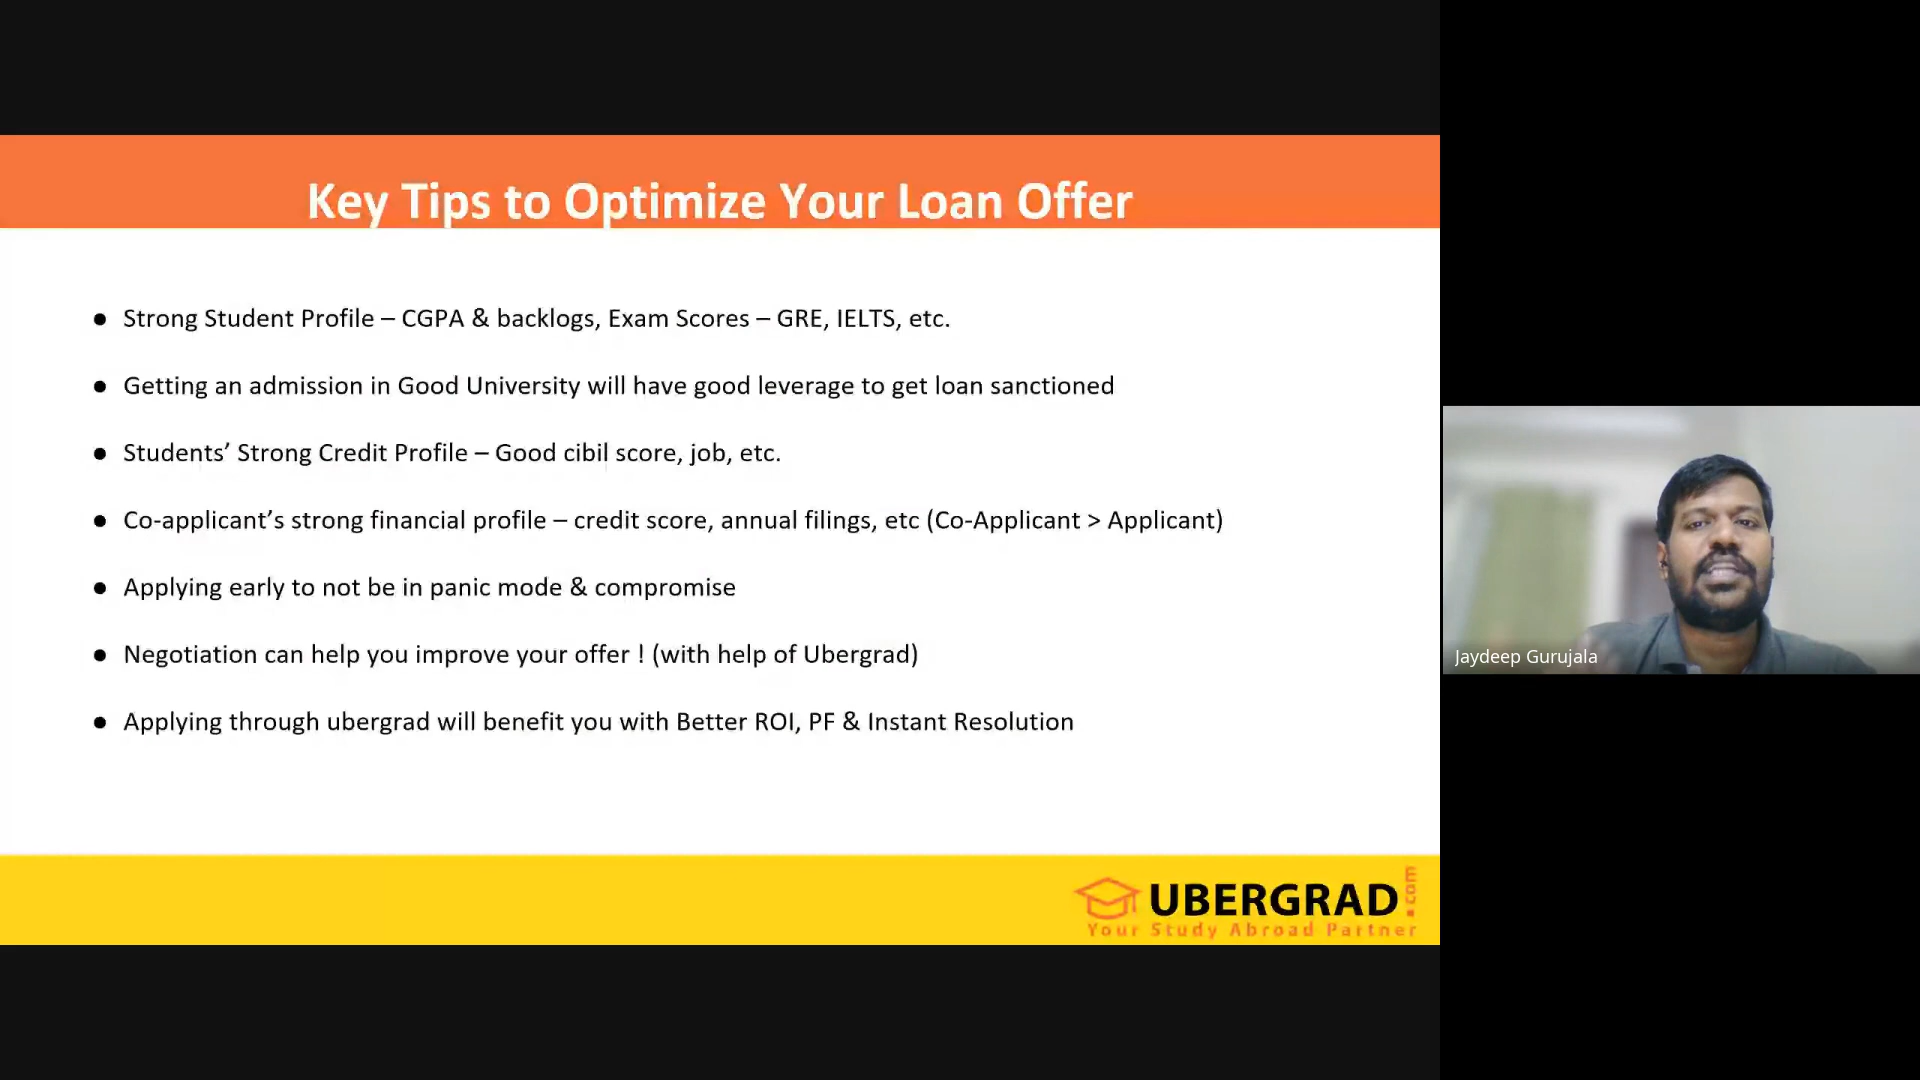 Key Tips to Optimize Your Loan Offer
● Strong Student Profile – CGPA & backlogs, Exam Scores – GRE, IELTS, etc.
● Getting an admission in Good University will have good leverage to get loan sanctioned
● Students’ Strong Credit Profile – Good cibil score, job, etc.
● Co-applicant’s strong financial profile – credit score, annual filings, etc (Co-Applicant > Applicant)
● Applying early to not be in panic mode & compromise
● Negotiation can help you improve your offer ! (with help of Ubergrad)
● Applying through ubergrad will benefit you with Better ROI, PF & Instant Resolution
Jaydeep Gurujala
UBERGRAD.com
Your Study Abroad Partner